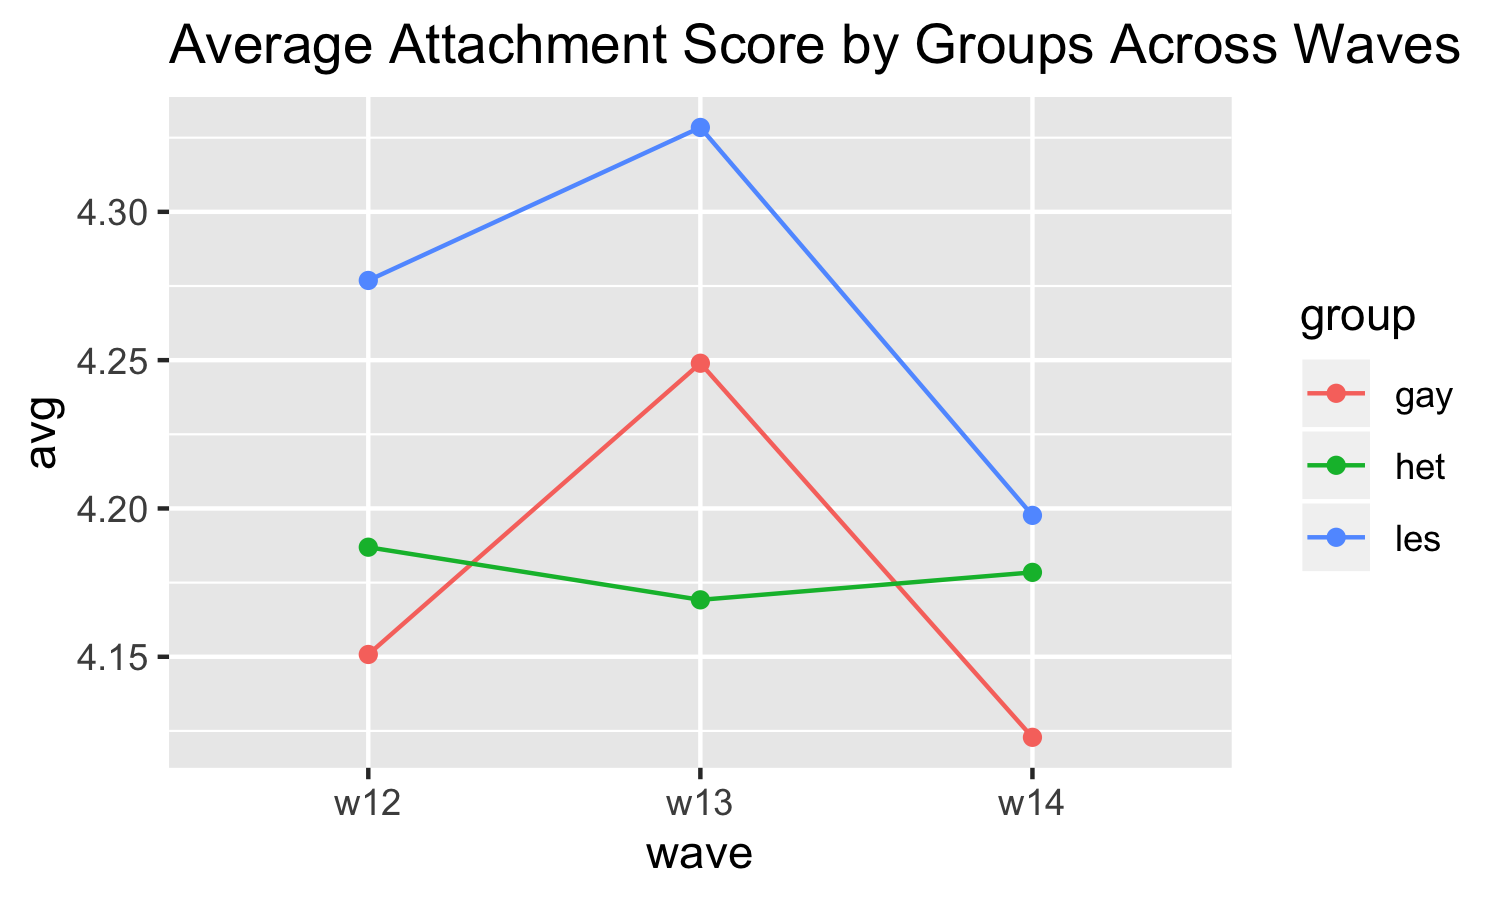 Average Attachment Score by Groups Across Waves
avg
4.30
4.25
4.20
4.15
w12
w13
w14
wave
group
gay
het
les